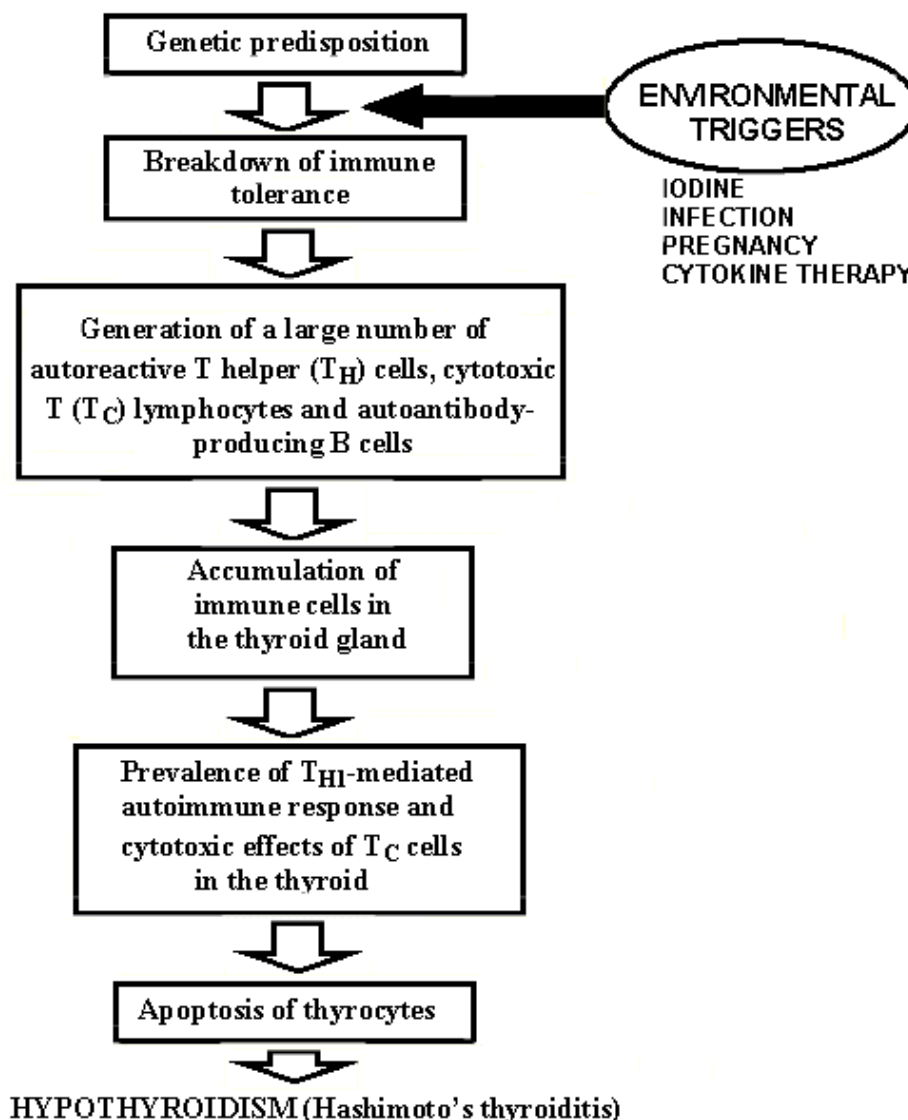 Genetic predisposition
ENVIRONMENTAL
TRIGGERS
IODINE
INFECTION
PREGNANCY
CYTOKINE THERAPY
Breakdown of immune
tolerance
Generation of a large number of
autoreactive T helper (TH) cells, cytotoxic
T (TC) lymphocytes and autoantibody-
producing B cells
Accumulation of
immune cells in
the thyroid gland
Prevalence of TH1-mediated
autoimmune response and
cytotoxic effects of TC cells
in the thyroid
Apoptosis of thyrocytes
HYPOTHYROIDISM (Hashimoto's thyroiditis)